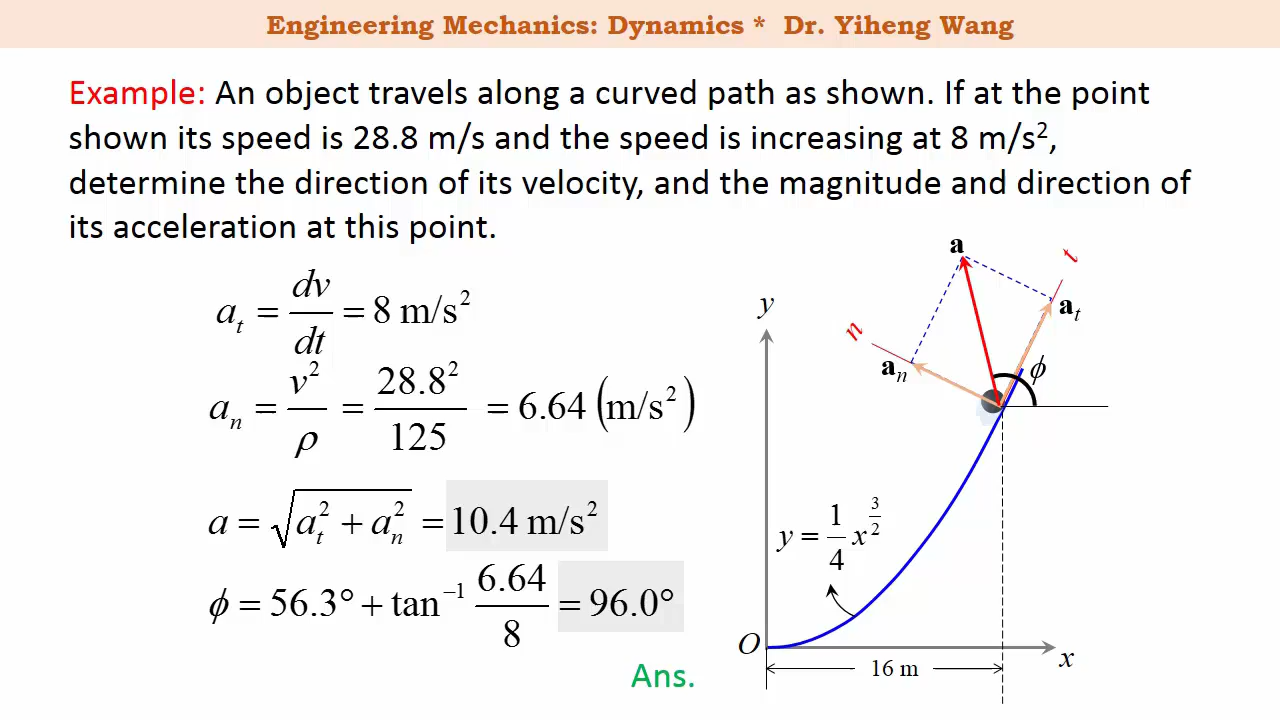 Engineering Mechanics: Dynamics * Dr. Yiheng Wang
Example: An object travels along a curved path as shown. If at the point
shown its speed is 28.8 m/s and the speed is increasing at 8 m/s²,
determine the direction of its velocity, and the magnitude and direction of
its acceleration at this point.
a_t = dv/dt = 8 m/s²
a_n = v²/ρ = 28.8²/125 = 6.64 (m/s²)
a = √(a_t² + a_n²) = 10.4 m/s²
ϕ = 56.3° + tan⁻¹ 6.64/8 = 96.0°
Ans.
a
t
y
n
a_t
a_n
ϕ
y = 1/4 x^(3/2)
O
x
16 m